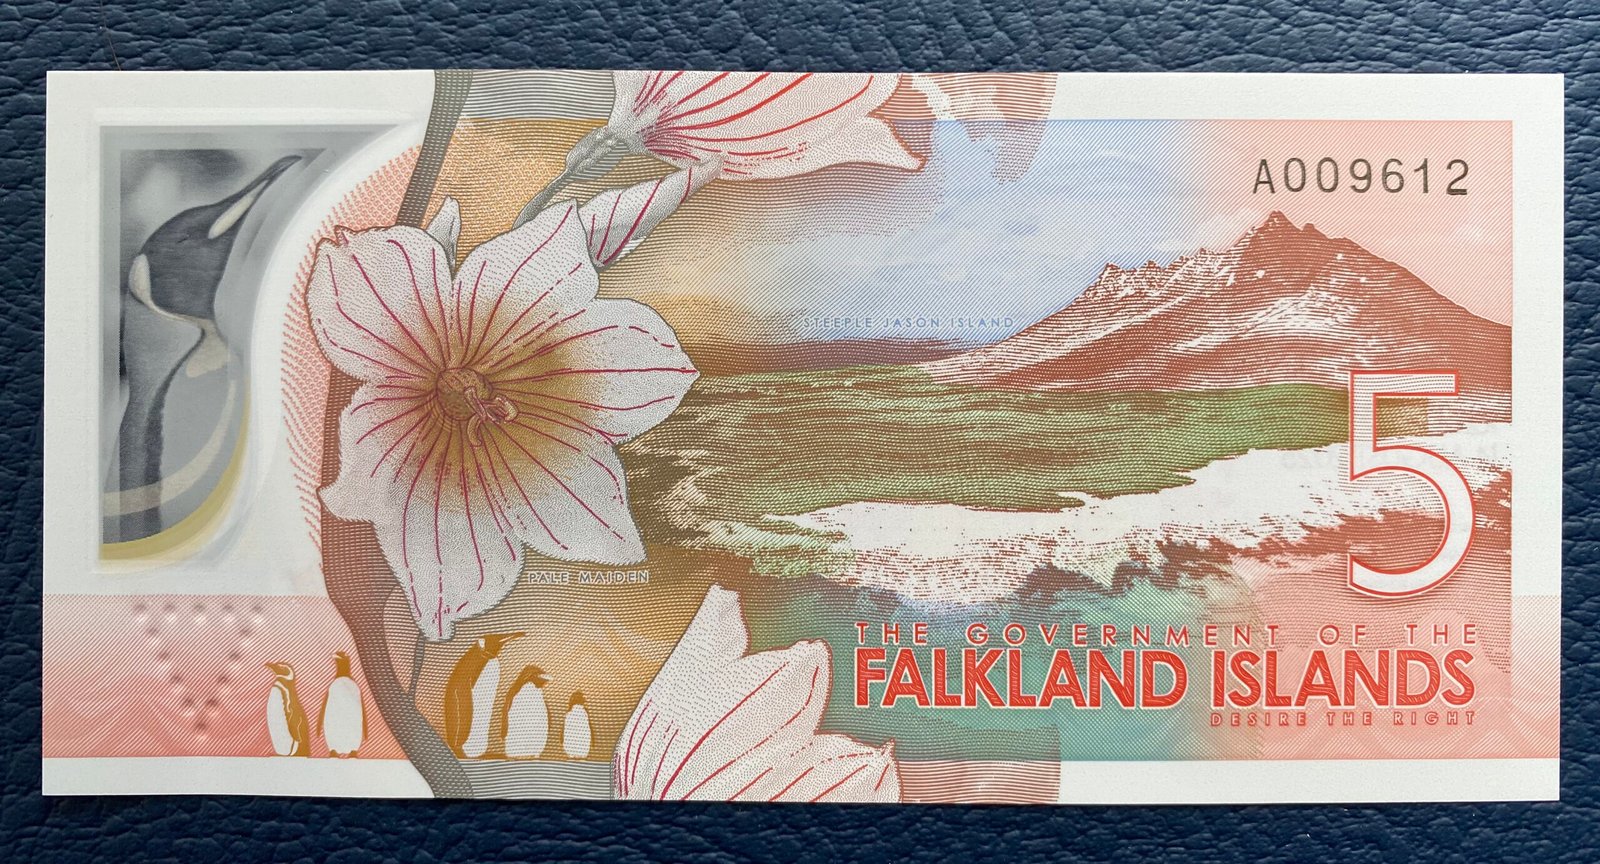 A009612
STEEPLE JASON ISLAND
PALE MAIDEN
5
THE GOVERNMENT OF THE
FALKLAND ISLANDS
DESIRE THE RIGHT